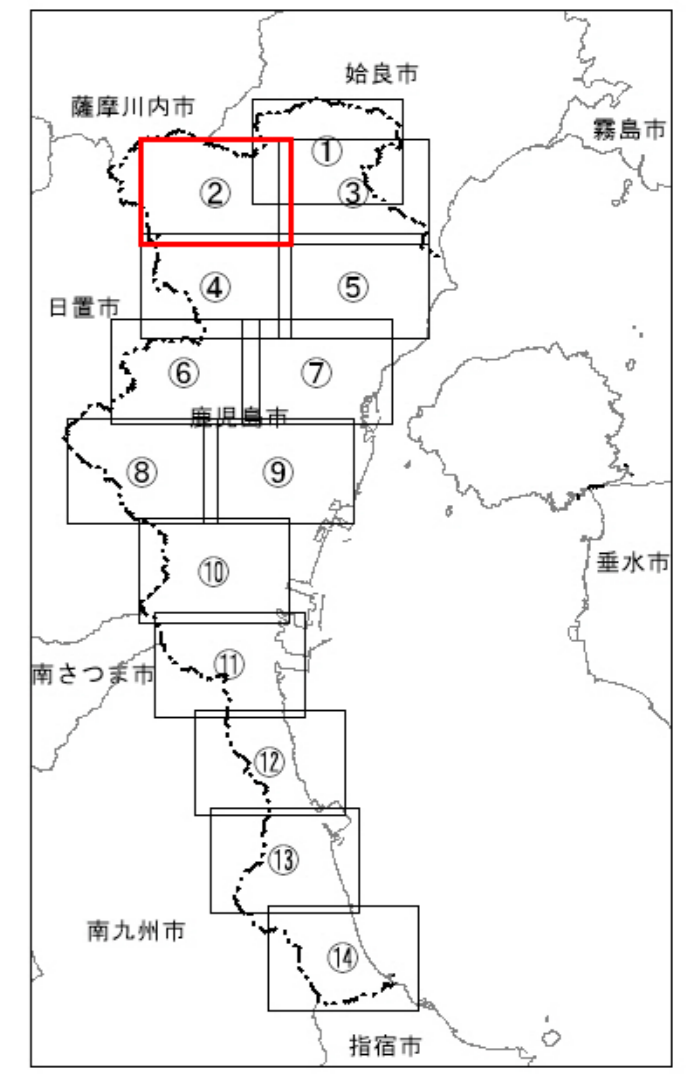 姶良市
薩摩川内市
霧島市
①
②
③
④
⑤
日置市
⑥
⑦
鹿児島市
⑧
⑨
⑩
垂水市
⑪
南さつま市
⑫
⑬
南九州市
⑭
指宿市